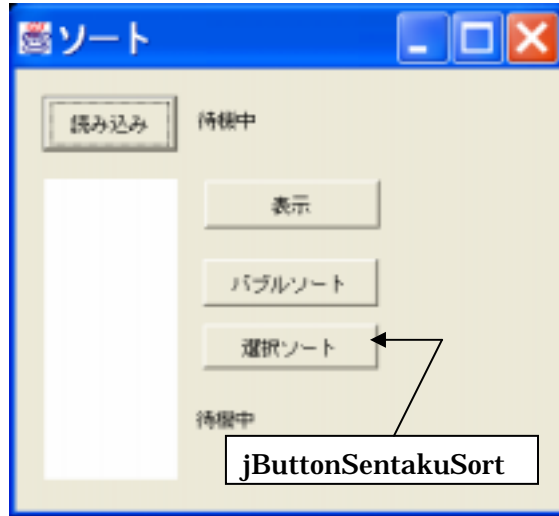 ソート
読み込み
待機中
表示
バブルソート
選択ソート
待機中
jButtonSentakuSort